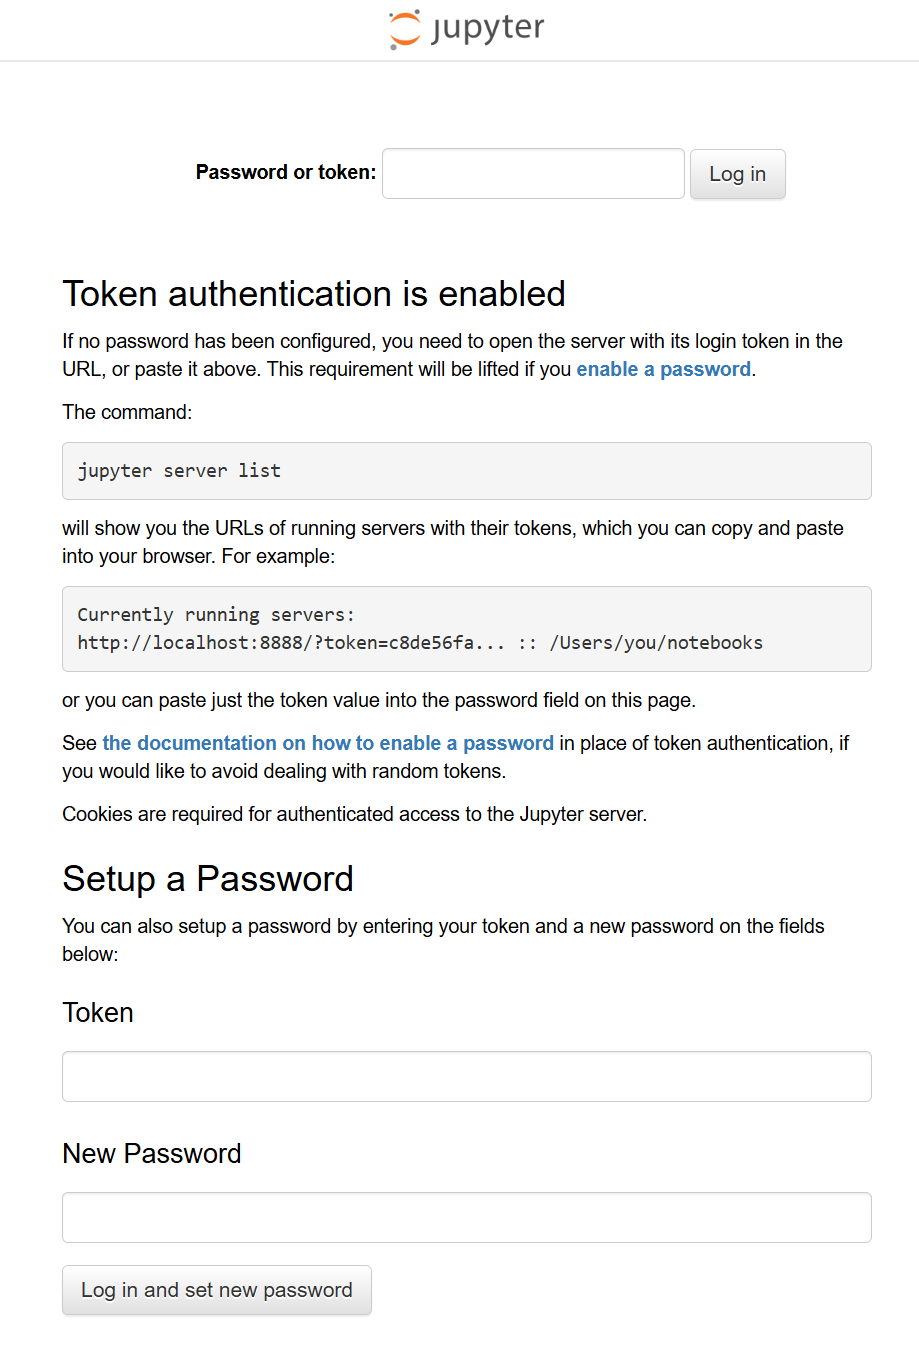 jupyter
Password or token:
Log in
Token authentication is enabled
If no password has been configured, you need to open the server with its login token in the
URL, or paste it above. This requirement will be lifted if you enable a password.
The command:
jupyter server list
will show you the URLs of running servers with their tokens, which you can copy and paste
into your browser. For example:
Currently running servers:
http://localhost:8888/?token=c8de56fa... :: /Users/you/notebooks
or you can paste just the token value into the password field on this page.
See the documentation on how to enable a password in place of token authentication, if
you would like to avoid dealing with random tokens.
Cookies are required for authenticated access to the Jupyter server.
Setup a Password
You can also setup a password by entering your token and a new password on the fields
below:
Token
New Password
Log in and set new password